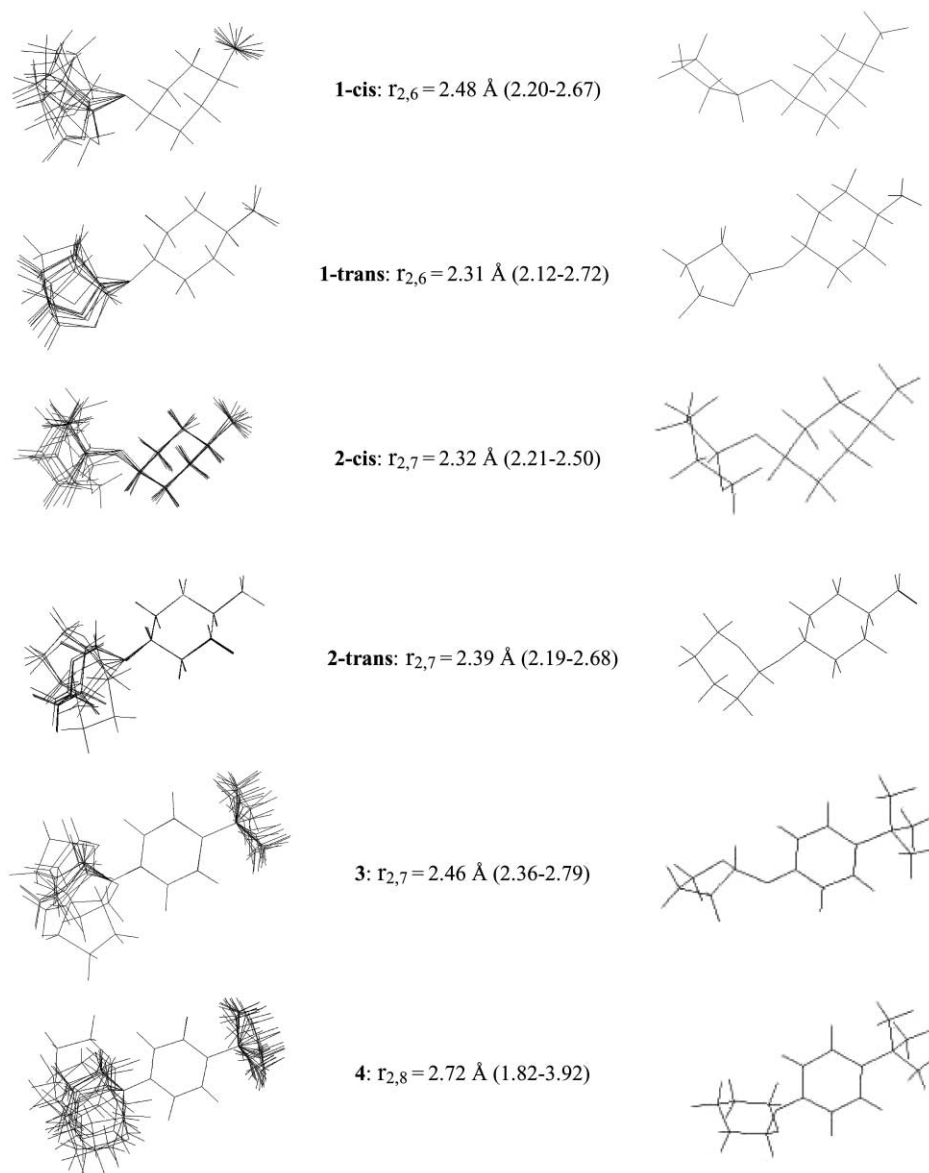 1-cis: r2,6 = 2.48 Å (2.20-2.67)
1-trans: r2,6 = 2.31 Å (2.12-2.72)
2-cis: r2,7 = 2.32 Å (2.21-2.50)
2-trans: r2,7 = 2.39 Å (2.19-2.68)
3: r2,7 = 2.46 Å (2.36-2.79)
4: r2,8 = 2.72 Å (1.82-3.92)